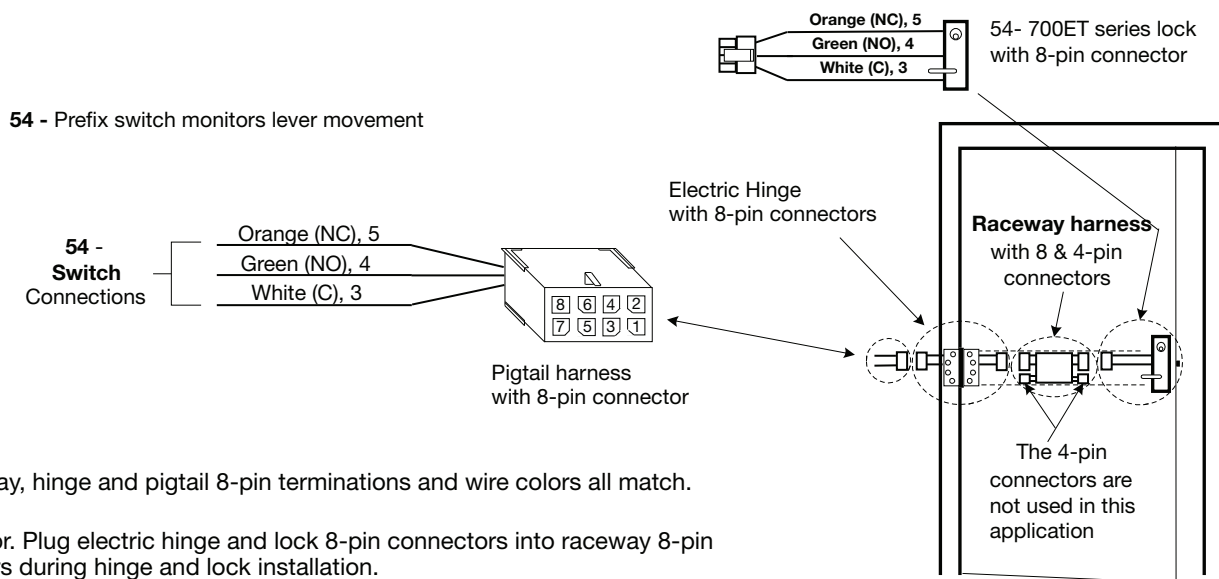 Orange (NC), 5
Green (NO), 4
White (C), 3
54- 700ET series lock
with 8-pin connector
54 - Prefix switch monitors lever movement
Electric Hinge
with 8-pin connectors
Raceway harness
with 8 & 4-pin
connectors
54 -
Switch
Connections
Orange (NC), 5
Green (NO), 4
White (C), 3
8 6 4 2
7 5 3 1
Pigtail harness
with 8-pin connector
The 4-pin
connectors are
not used in this
application
ay, hinge and pigtail 8-pin terminations and wire colors all match.
or. Plug electric hinge and lock 8-pin connectors into raceway 8-pin
rs during hinge and lock installation.